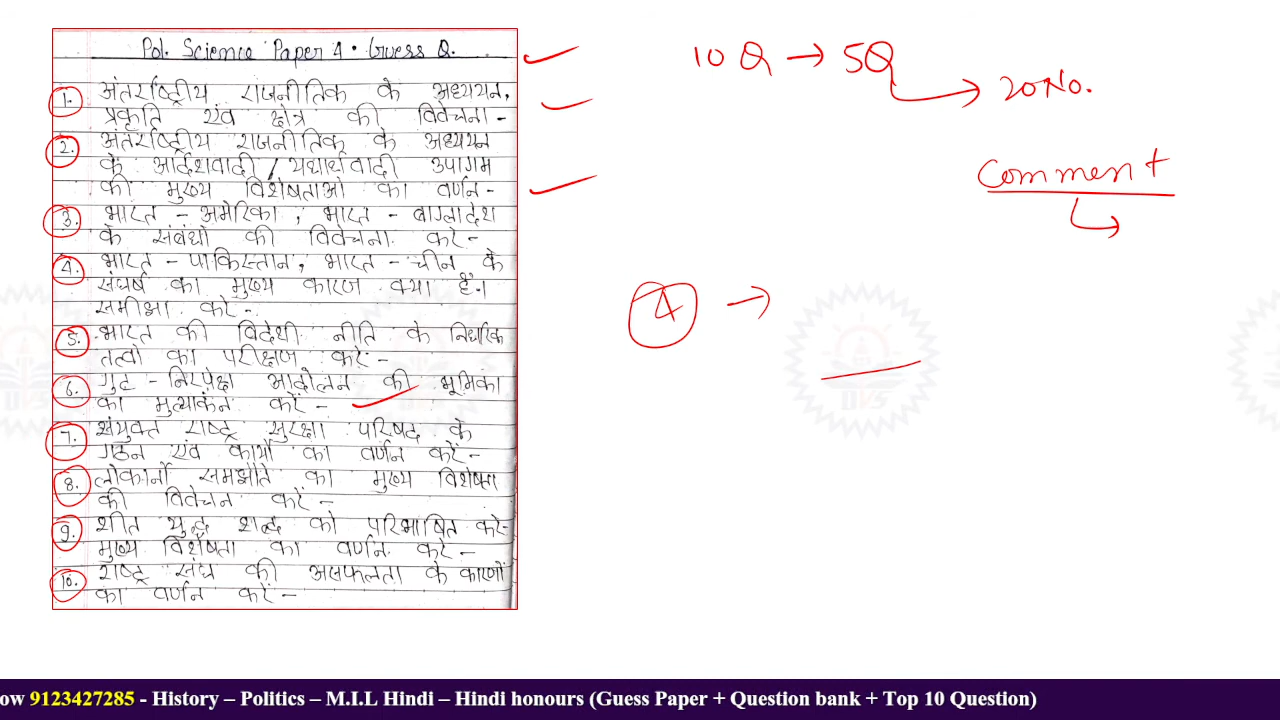 Pol. Science Paper 4. Guess Q.
1. अंतर्राष्ट्रीय राजनीतिक के अध्ययन,
प्रकृति एंव क्षेत्र की विवेचना-
2. अंतर्राष्ट्रीय राजनीतिक के अध्ययन
के आर्दशवादी / यथार्थवादी उपागम
की मुख्य विशेषताओं का वर्णन-
3. भारत - अमेरिका, भारत - बांग्लादेश
के संबंधो की विवेचना करें-
4. भारत - पाकिस्तान, भारत - चीन के
संघर्ष का मुख्य कारण क्या हैं।
समीक्षा करें-
5. भारत की विदेशी नीति के निर्धारक
तत्वों का परीक्षण करें-
6. गुट - निरपेक्ष आंदोलन की भूमिका
का मुल्यांकन करें-
7. संयुक्त राष्ट्र सुरक्षा परिषद के
गठन एंव कार्यो का वर्णन करें-
8. लोकार्नो समझौते का मुख्य विशेषता
की विवेचन करें-
9. शीत युद्ध शब्द को परिभाषित करें-
मुख्य विशेषता का वर्णन करें-
10. राष्ट्र संघ की असफलता के कारणों
का वर्णन करें-
10 Q → 5Q
→ 20 No.
Comment
4 →
DVS
ow 9123427285 - History – Politics – M.I.L Hindi – Hindi honours (Guess Paper + Question bank + Top 10 Question)